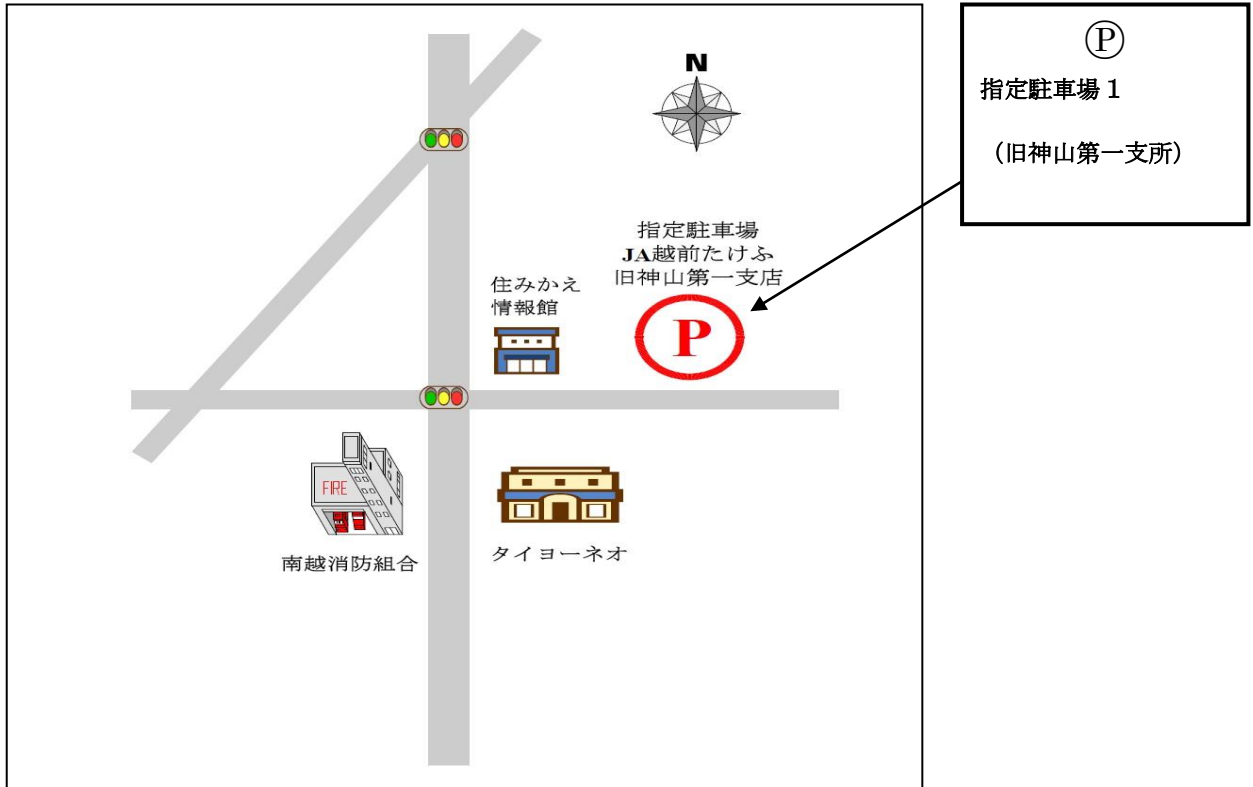 N
指定駐車場
JA越前たけふ
旧神山第一支店
P
住みかえ
情報館
FIRE
南越消防組合
タイヨーネオ
Ⓟ
指定駐車場１
（旧神山第一支所）